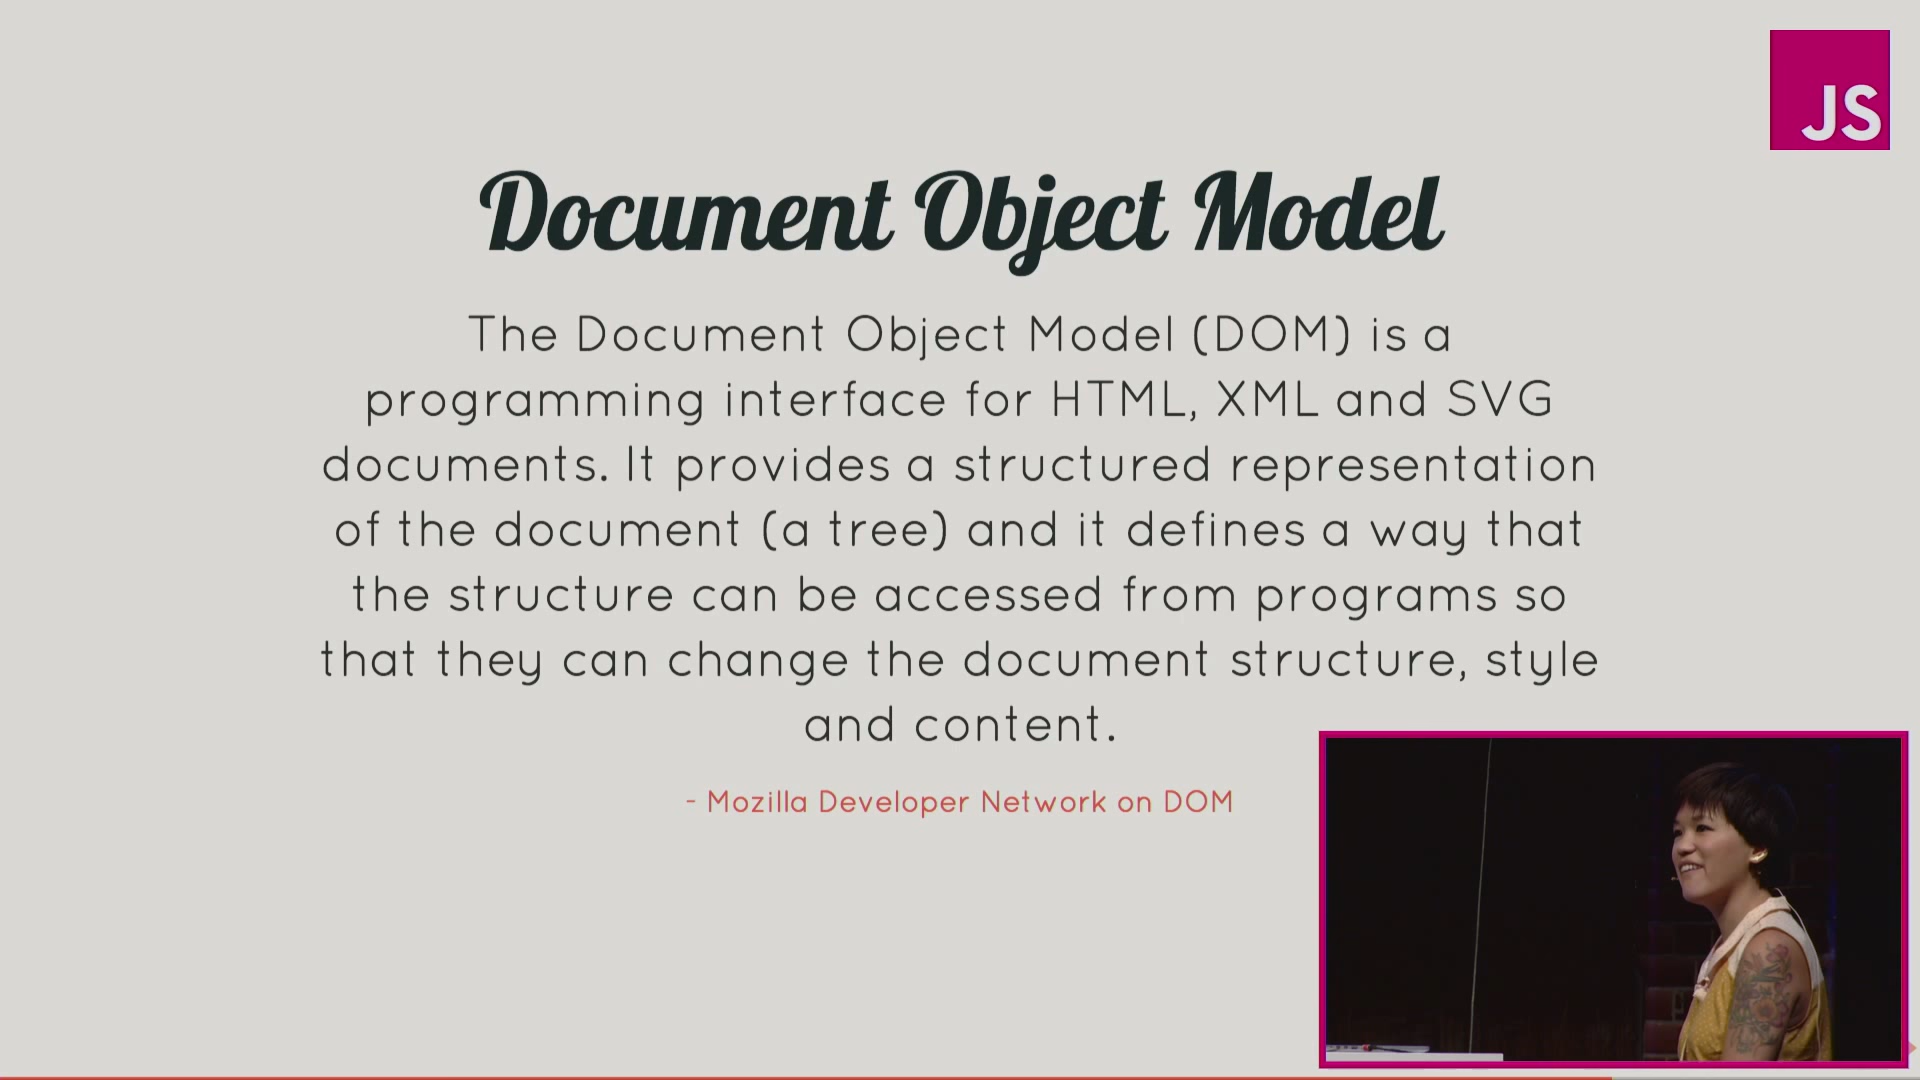 JS
Document Object Model
The Document Object Model (DOM) is a
programming interface for HTML, XML and SVG
documents. It provides a structured representation
of the document (a tree) and it defines a way that
the structure can be accessed from programs so
that they can change the document structure, style
and content.
- Mozilla Developer Network on DOM